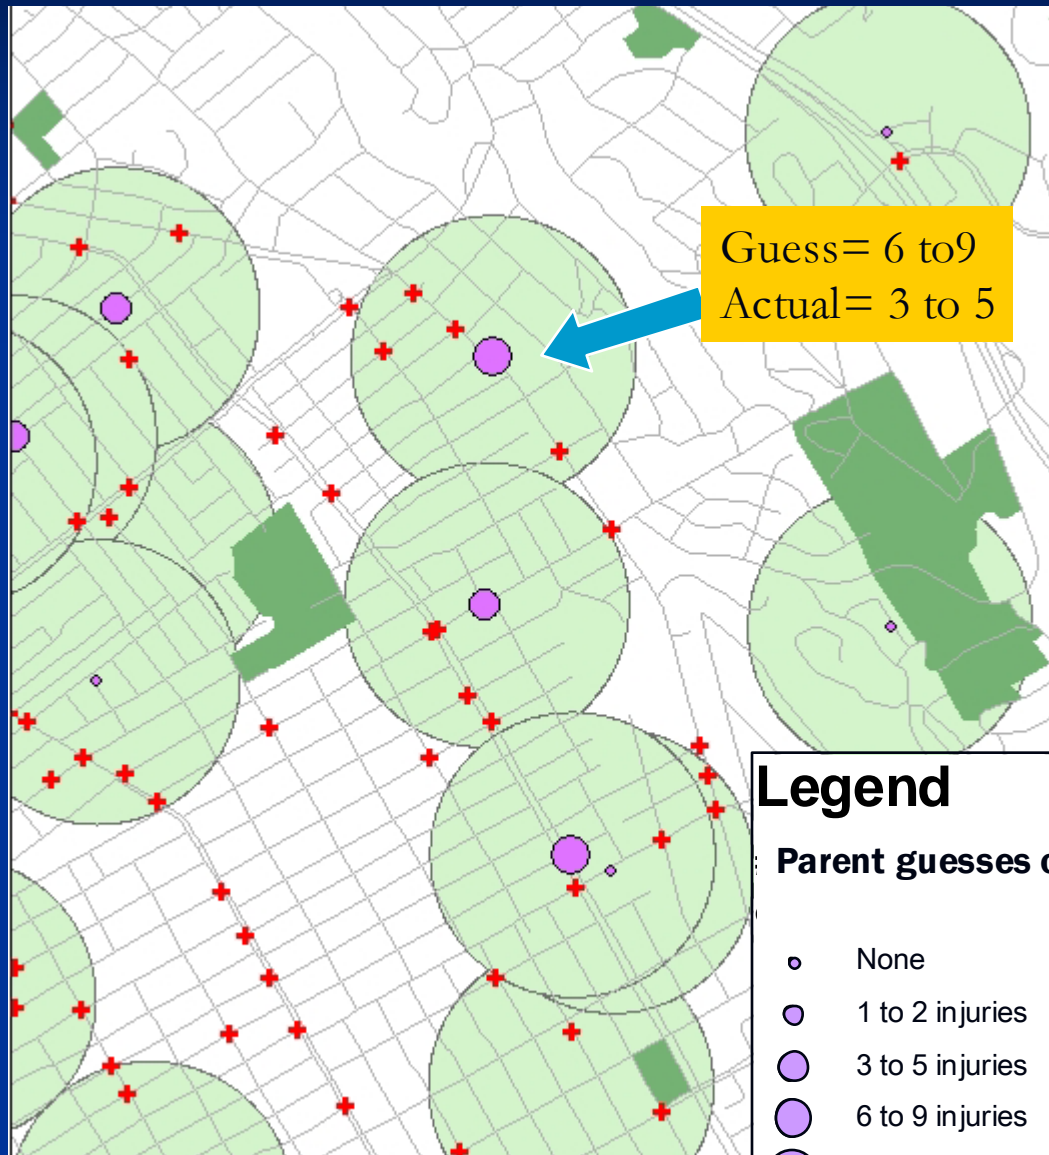 Guess= 6 to9
Actual= 3 to 5
Legend
Parent guesses
None
1 to 2 injuries
3 to 5 injuries
6 to 9 injuries